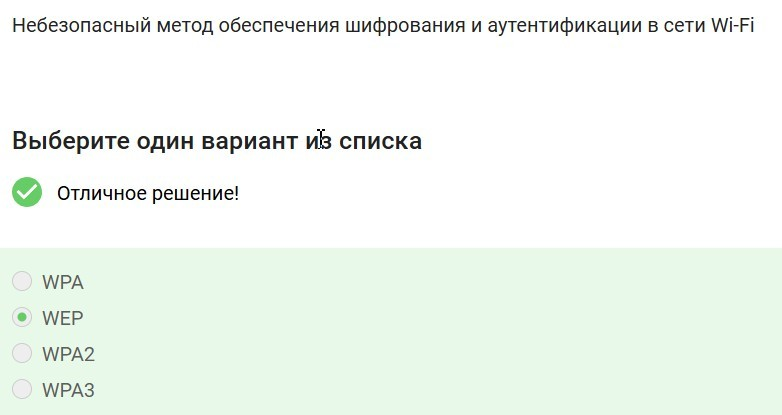 Небезопасный метод обеспечения шифрования и аутентификации в сети Wi-Fi
Выберите один вариант из списка
Отличное решение!
WPA
WEP
WPA2
WPA3